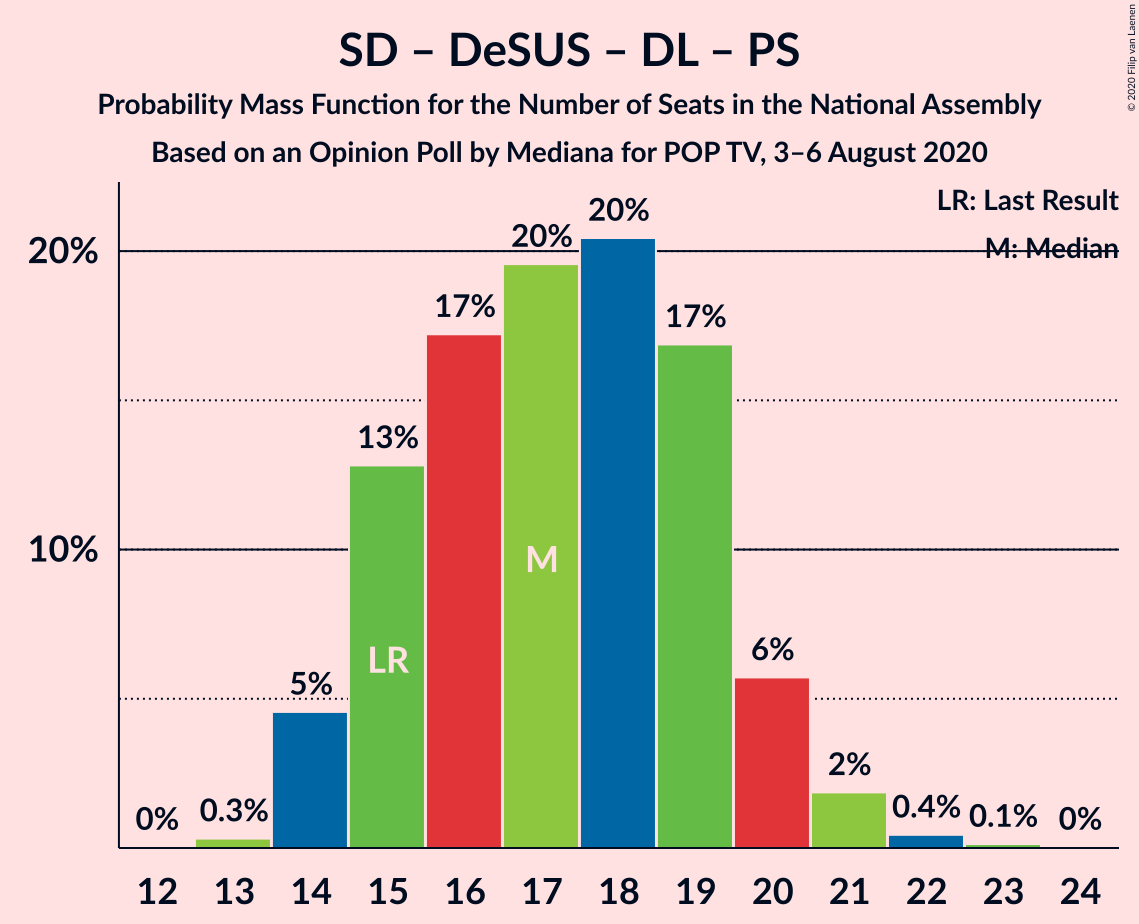 SD – DeSUS – DL – PS
Probability Mass Function for the Number of Seats in the National Assembly
Based on an Opinion Poll by Mediana for POP TV, 3–6 August 2020
© 2020 Filip van Laenen
LR: Last Result
M: Median
20%
10%
0%
0.3%
5%
13%
17%
20%
20%
17%
6%
2%
0.4%
0.1%
0%
LR
M
12 13 14 15 16 17 18 19 20 21 22 23 24